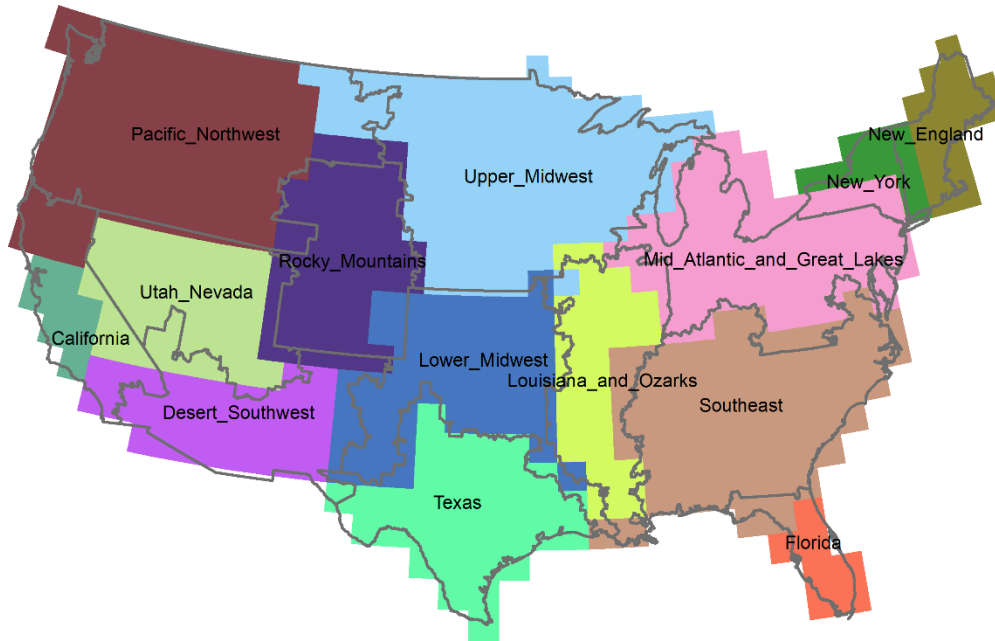 New_England
Pacific_Northwest
Upper_Midwest
New_York
Rocky_Mountains
Mid_Atlantic_and_Great_Lakes
Utah_Nevada
California
Lower_Midwest
Louisiana_and_Ozarks
Desert_Southwest
Southeast
Texas
Florida